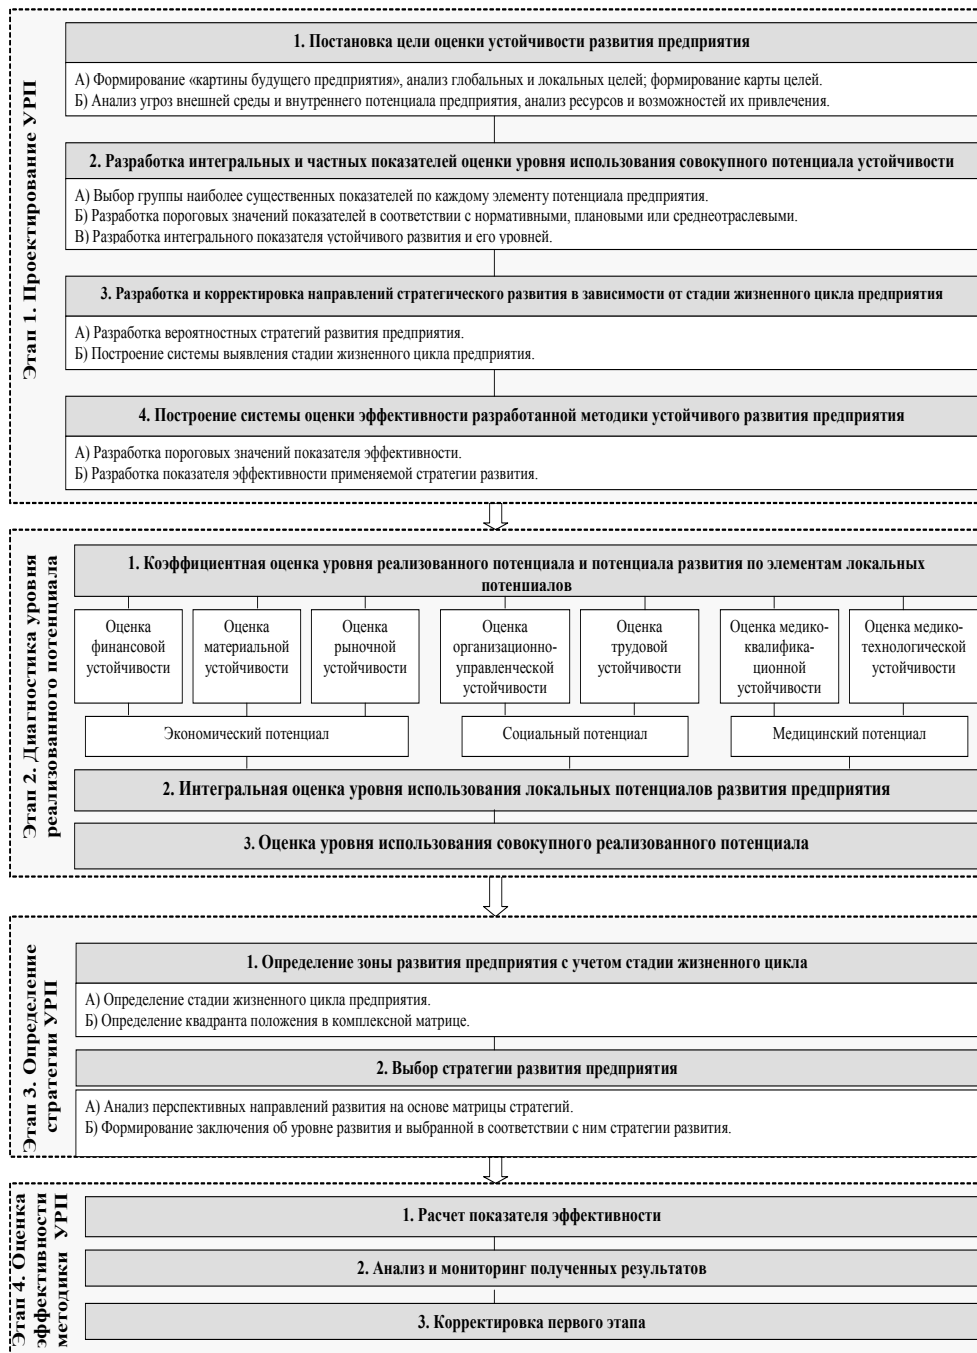 Этап 1. Проектирование УРП
1. Постановка цели оценки устойчивости развития предприятия
А) Формирование «картины будущего предприятия», анализ глобальных и локальных целей; формирование карты целей.
Б) Анализ угроз внешней среды и внутреннего потенциала предприятия, анализ ресурсов и возможностей их привлечения.
2. Разработка интегральных и частных показателей оценки уровня использования совокупного потенциала устойчивости
А) Выбор группы наиболее существенных показателей по каждому элементу потенциала предприятия.
Б) Разработка пороговых значений показателей в соответствии с нормативными, плановыми или среднеотраслевыми.
В) Разработка интегрального показателя устойчивого развития и его уровней.
3. Разработка и корректировка направлений стратегического развития в зависимости от стадии жизненного цикла предприятия
А) Разработка вероятностных стратегий развития предприятия.
Б) Построение системы выявления стадии жизненного цикла предприятия.
4. Построение системы оценки эффективности разработанной методики устойчивого развития предприятия
А) Разработка пороговых значений показателя эффективности.
Б) Разработка показателя эффективности применяемой стратегии развития.
Этап 2. Диагностика уровня
реализованного потенциала
1. Коэффициентная оценка уровня реализованного потенциала и потенциала развития по элементам локальных
потенциалов
Оценка
финансовой
устойчивости
Оценка
материальной
устойчивости
Оценка
рыночной
устойчивости
Оценка
организационно-
управленческой
устойчивости
Оценка
трудовой
устойчивости
Оценка медико-
квалифика-
ционной
устойчивости
Оценка медико-
технологической
устойчивости
Экономический потенциал
Социальный потенциал
Медицинский потенциал
2. Интегральная оценка уровня использования локальных потенциалов развития предприятия
3. Оценка уровня использования совокупного реализованного потенциала
Этап 3. Определение
стратегии УРП
1. Определение зоны развития предприятия с учетом стадии жизненного цикла
А) Определение стадии жизненного цикла предприятия.
Б) Определение квадранта положения в комплексной матрице.
2. Выбор стратегии развития предприятия
А) Анализ перспективных направлений развития на основе матрицы стратегий.
Б) Формирование заключения об уровне развития и выбранной в соответствии с ним стратегии развития.
Этап 4. Оценка
эффективности
методики УРП
1. Расчет показателя эффективности
2. Анализ и мониторинг полученных результатов
3. Корректировка первого этапа